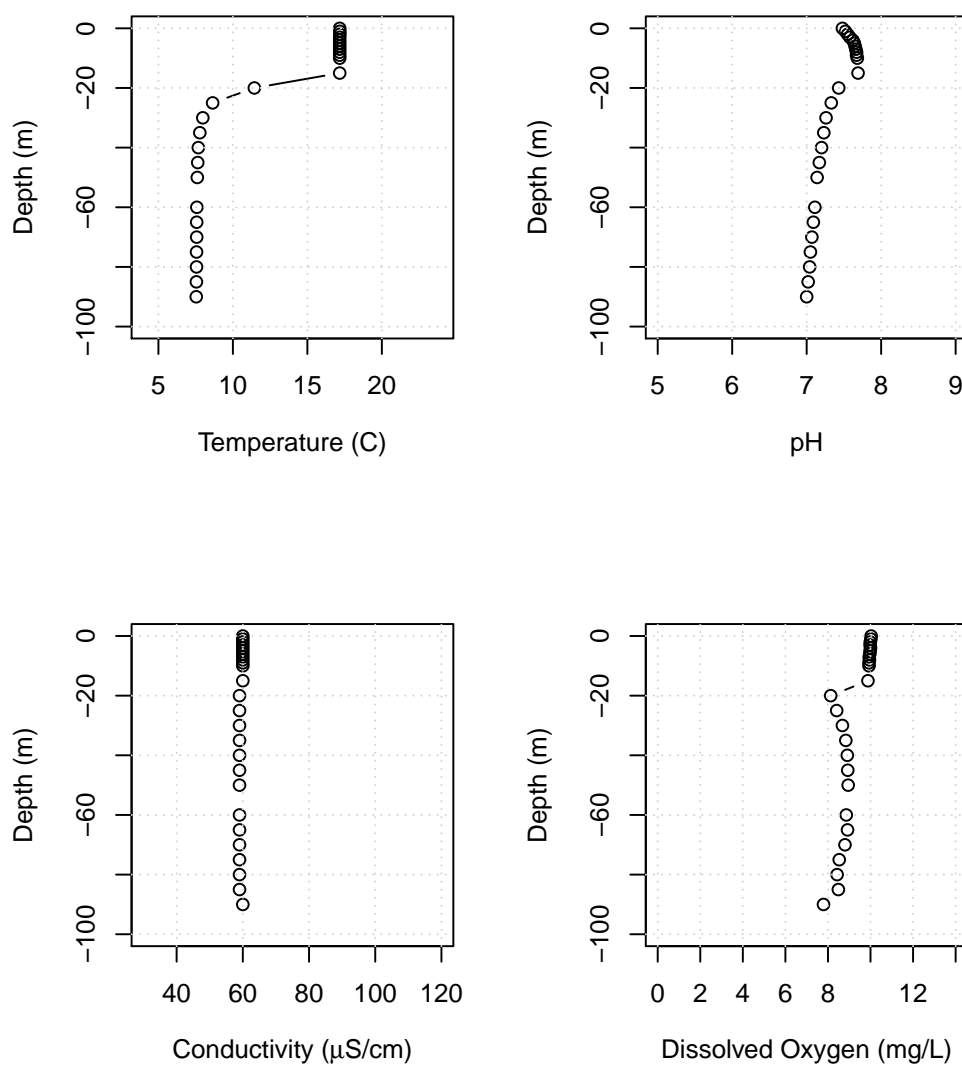 0
−20
−60
−100
Depth (m)
5 10 15 20
Temperature (C)
0
−20
−60
−100
Depth (m)
5 6 7 8 9
pH
0
−20
−60
−100
Depth (m)
40 60 80 100 120
Conductivity (µS/cm)
0
−20
−60
−100
Depth (m)
0 2 4 6 8 12
Dissolved Oxygen (mg/L)